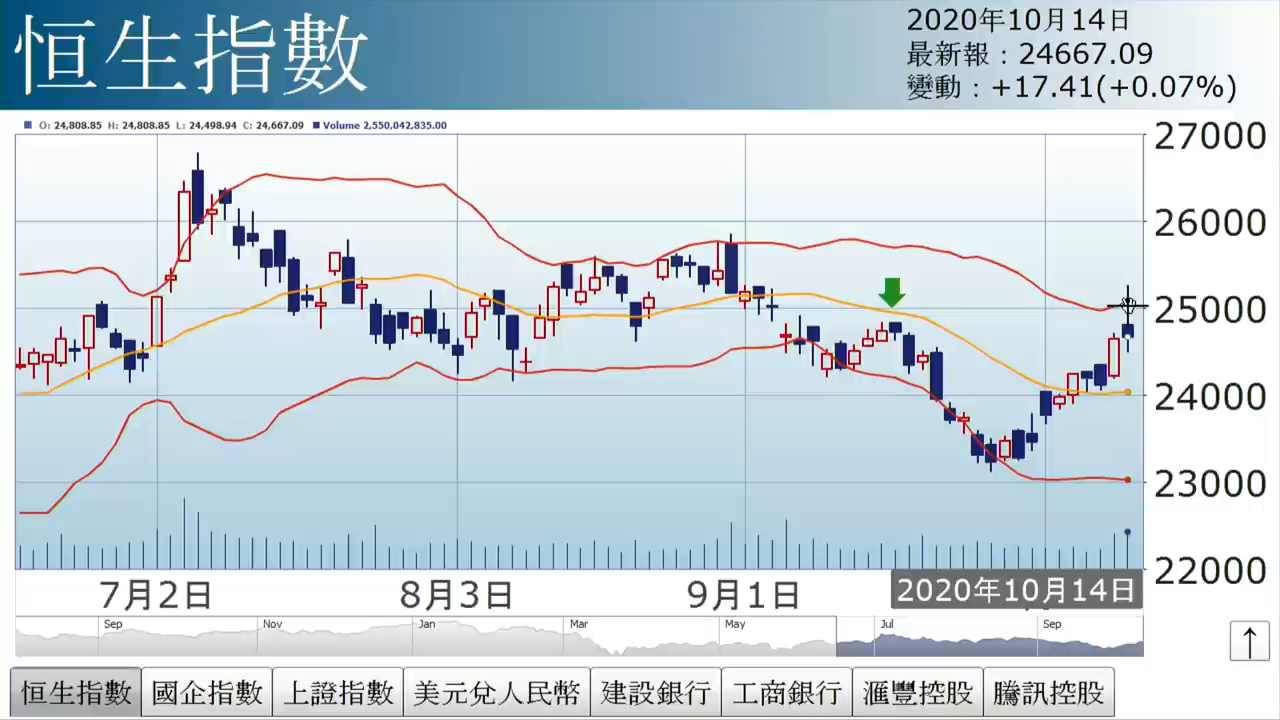 恒生指數
2020年10月14日
最新報：24667.09
變動：+17.41(+0.07%)
O: 24,808.85 H: 24,808.85 L: 24,498.94 C: 24,667.09 Volume 2,550,042,835.00
27000
26000
25000
24000
23000
22000
7月2日 8月3日 9月1日 2020年10月14日
Sep Nov Jan Mar May Jul Sep
↑
恒生指數 國企指數 上證指數 美元兌人民幣 建設銀行 工商銀行 滙豐控股 騰訊控股